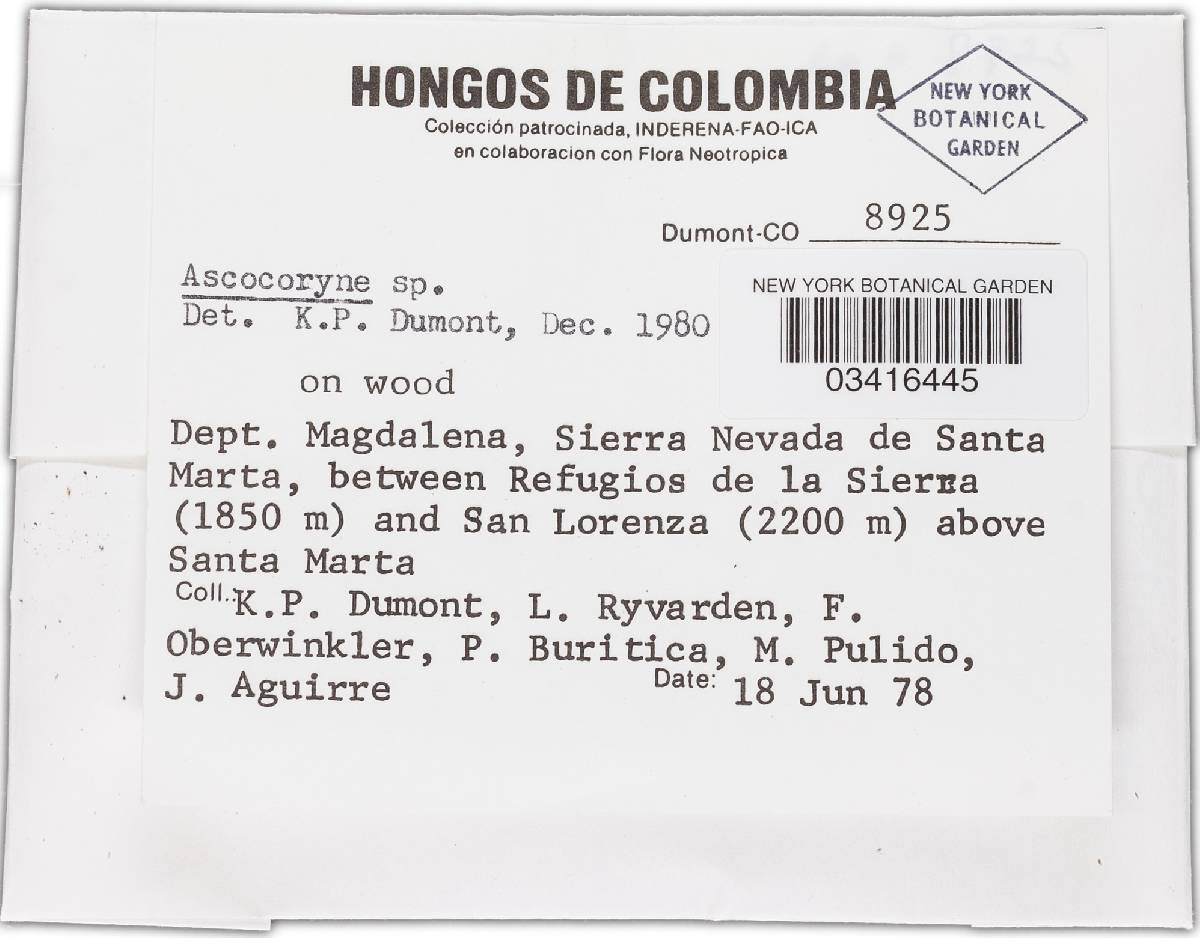 HONGOS DE COLOMBIA
Colección patrocinada, INDERENA-FAO-ICA
en colaboracion con Flora Neotropica
NEW YORK
BOTANICAL
GARDEN
Dumont-CO 8925
Ascocoryne sp.
Det. K.P. Dumont, Dec. 1980
NEW YORK BOTANICAL GARDEN
03416445
on wood
Dept. Magdalena, Sierra Nevada de Santa
Marta, between Refugios de la Sierra
(1850 m) and San Lorenza (2200 m) above
Santa Marta
Coll.: K.P. Dumont, L. Ryvarden, F.
Oberwinkler, P. Buritica, M. Pulido,
J. Aguirre Date: 18 Jun 78